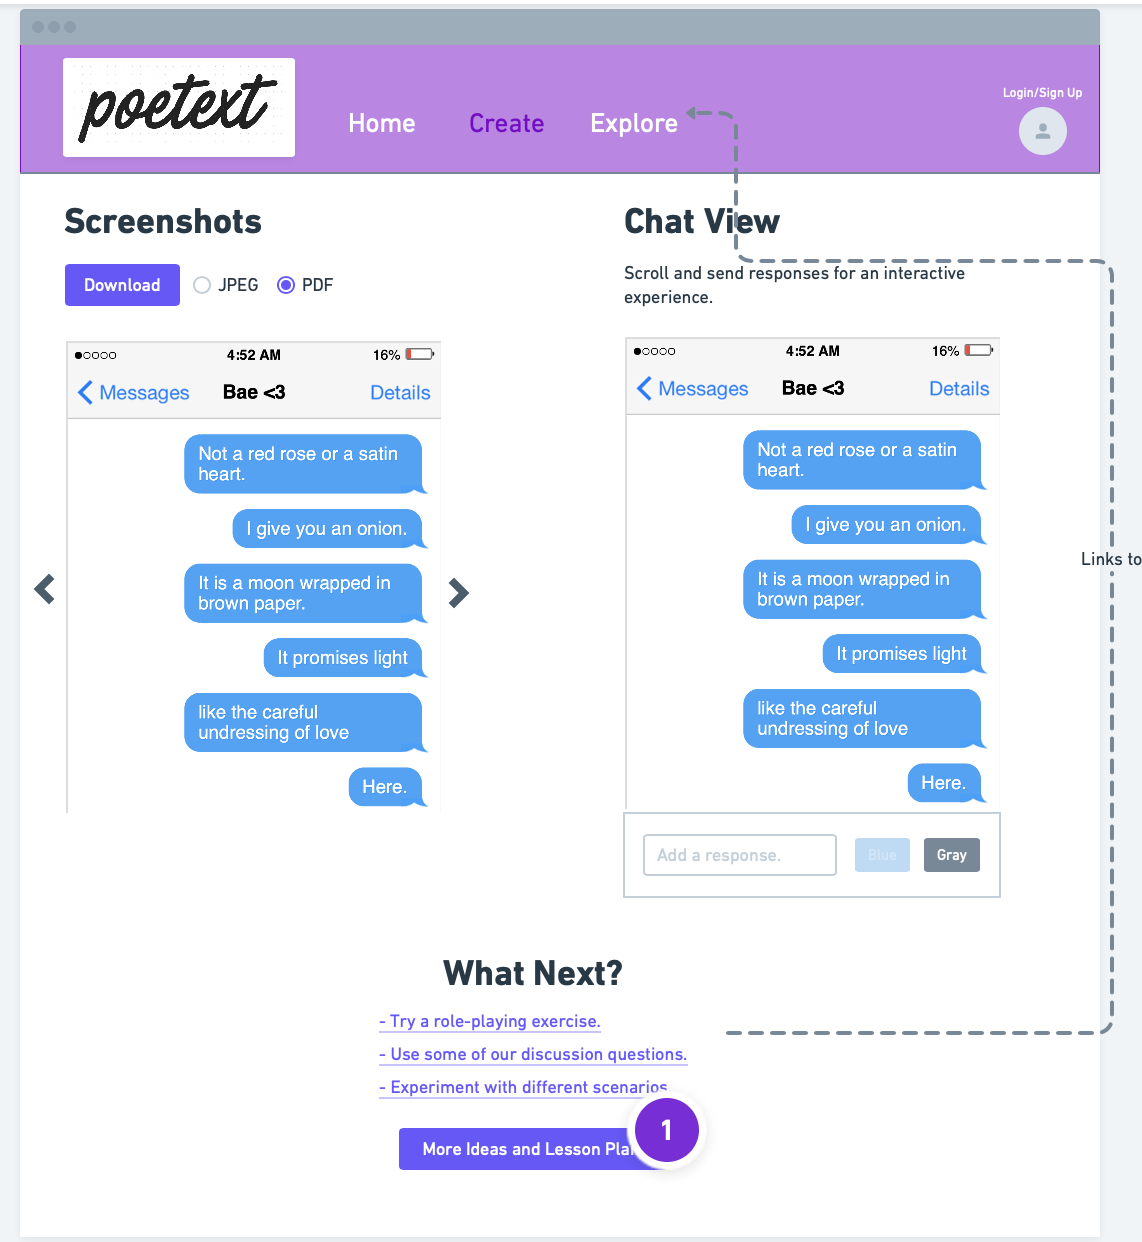 poetext
Home
Create
Explore
Login/Sign Up
Screenshots
Download
JPEG
PDF
4:52 AM
16%
Messages
Bae <3
Details
Not a red rose or a satin
heart.
I give you an onion.
It is a moon wrapped in
brown paper.
It promises light
like the careful
undressing of love
Here.
Chat View
Scroll and send responses for an interactive
experience.
4:52 AM
16%
Messages
Bae <3
Details
Not a red rose or a satin
heart.
I give you an onion.
It is a moon wrapped in
brown paper.
It promises light
like the careful
undressing of love
Here.
Add a response.
Blue
Gray
Links to
What Next?
- Try a role-playing exercise.
- Use some of our discussion questions.
- Experiment with different scenarios
More Ideas and Lesson
1